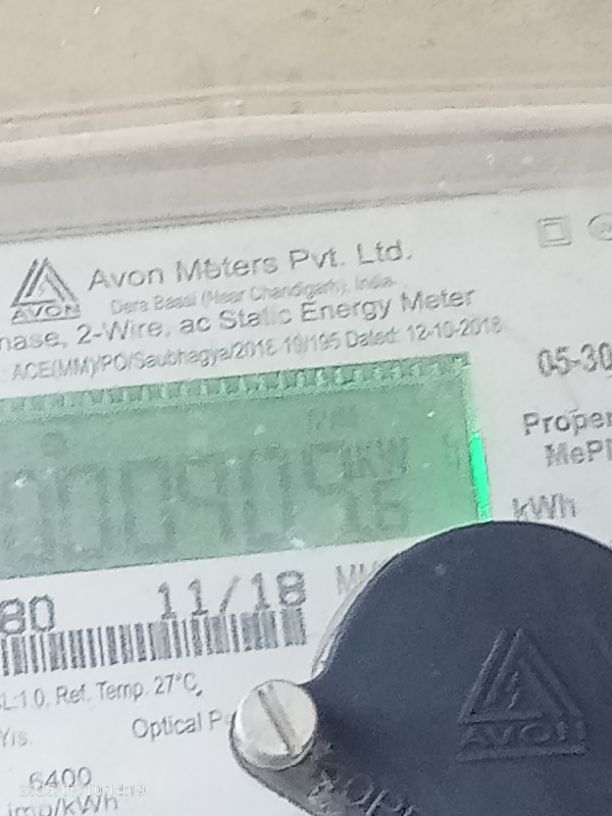 Avon Meters Pvt. Ltd.
AVON
Dera Bassi (Near Chandigarh), India
hase, 2-Wire, ac Static Energy Meter
ACE(MM)/PO/Saubhagya/2018-19/195 Dated: 12-10-2018
05-30
Proper
MePD
KW
kWh
80 11/18
L:1.0, Ref. Temp. 27°C,
Optical P
6400
imp/kWh
AVON